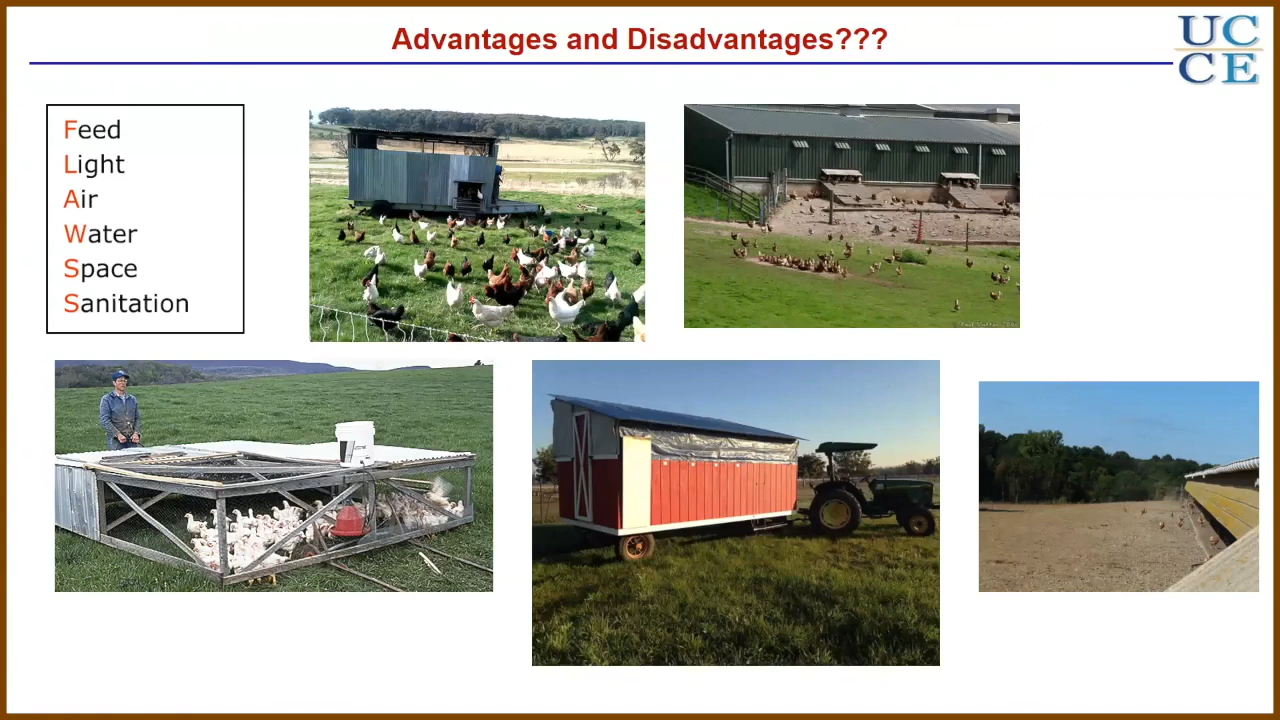 Advantages and Disadvantages???
UC
CE
Feed
Light
Air
Water
Space
Sanitation